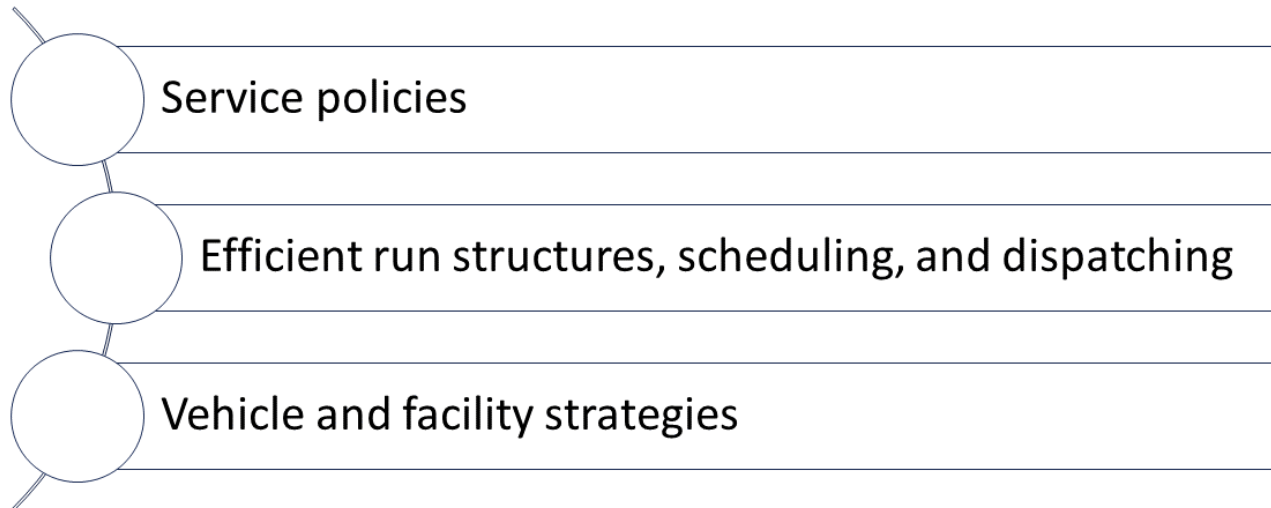 Service policies
Efficient run structures, scheduling, and dispatching
Vehicle and facility strategies